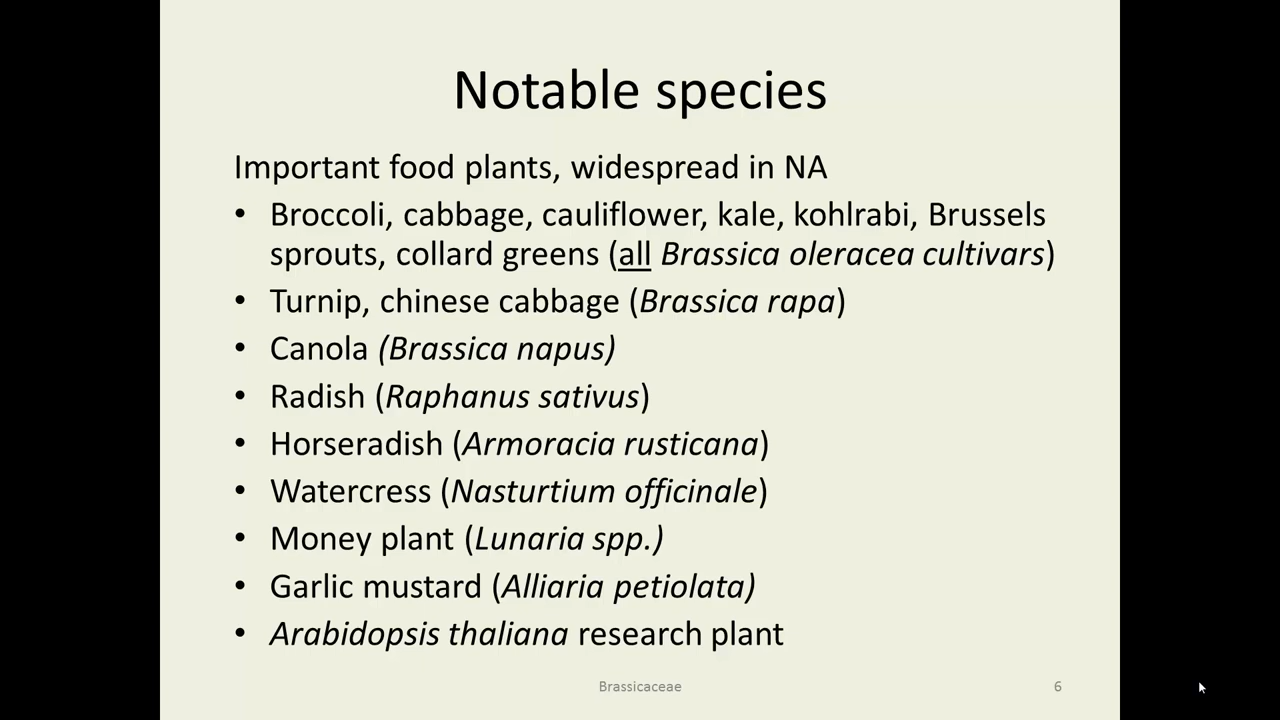 Notable species
Important food plants, widespread in NA
• Broccoli, cabbage, cauliflower, kale, kohlrabi, Brussels
sprouts, collard greens (all Brassica oleracea cultivars)
• Turnip, chinese cabbage (Brassica rapa)
• Canola (Brassica napus)
• Radish (Raphanus sativus)
• Horseradish (Armoracia rusticana)
• Watercress (Nasturtium officinale)
• Money plant (Lunaria spp.)
• Garlic mustard (Alliaria petiolata)
• Arabidopsis thaliana research plant
Brassicaceae 6